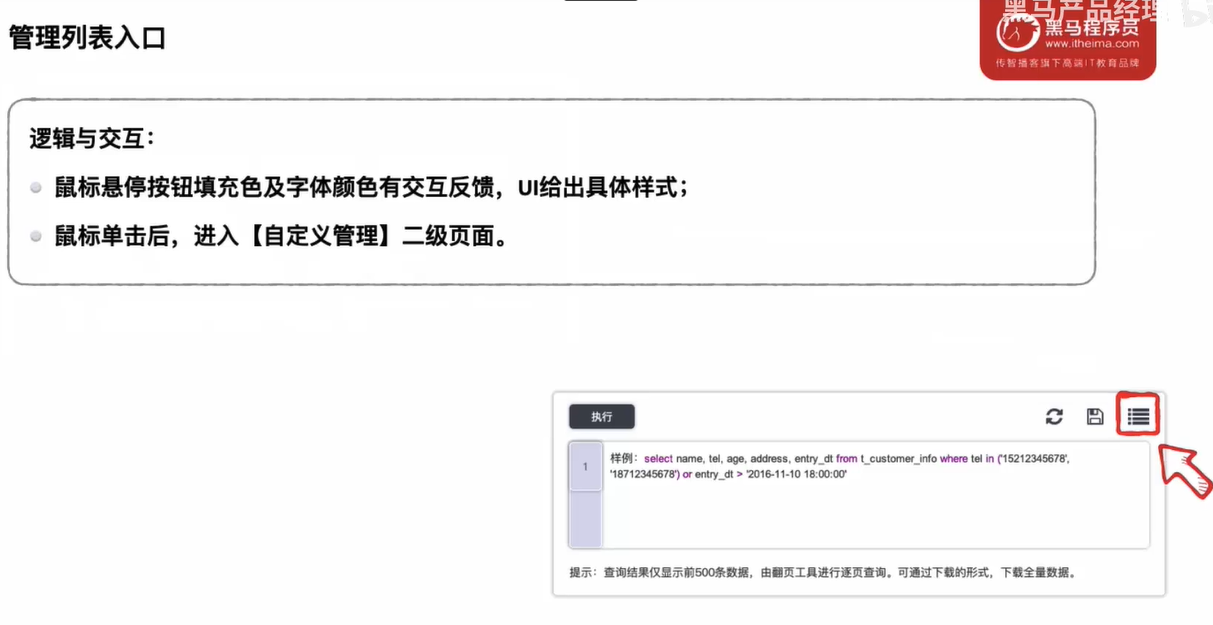 管理列表入口
黑马产品经理
黑马程序员
www.itheima.com
传智播客旗下高端IT教育品牌
逻辑与交互：
鼠标悬停按钮填充色及字体颜色有交互反馈，UI给出具体样式；
鼠标单击后，进入【自定义管理】二级页面。
执行
1
样例：select name, tel, age, address, entry_dt from t_customer_info where tel in ('15212345678',
'18712345678') or entry_dt > '2016-11-10 18:00:00'
提示：查询结果仅显示前500条数据，由翻页工具进行逐页查询。可通过下载的形式，下载全量数据。